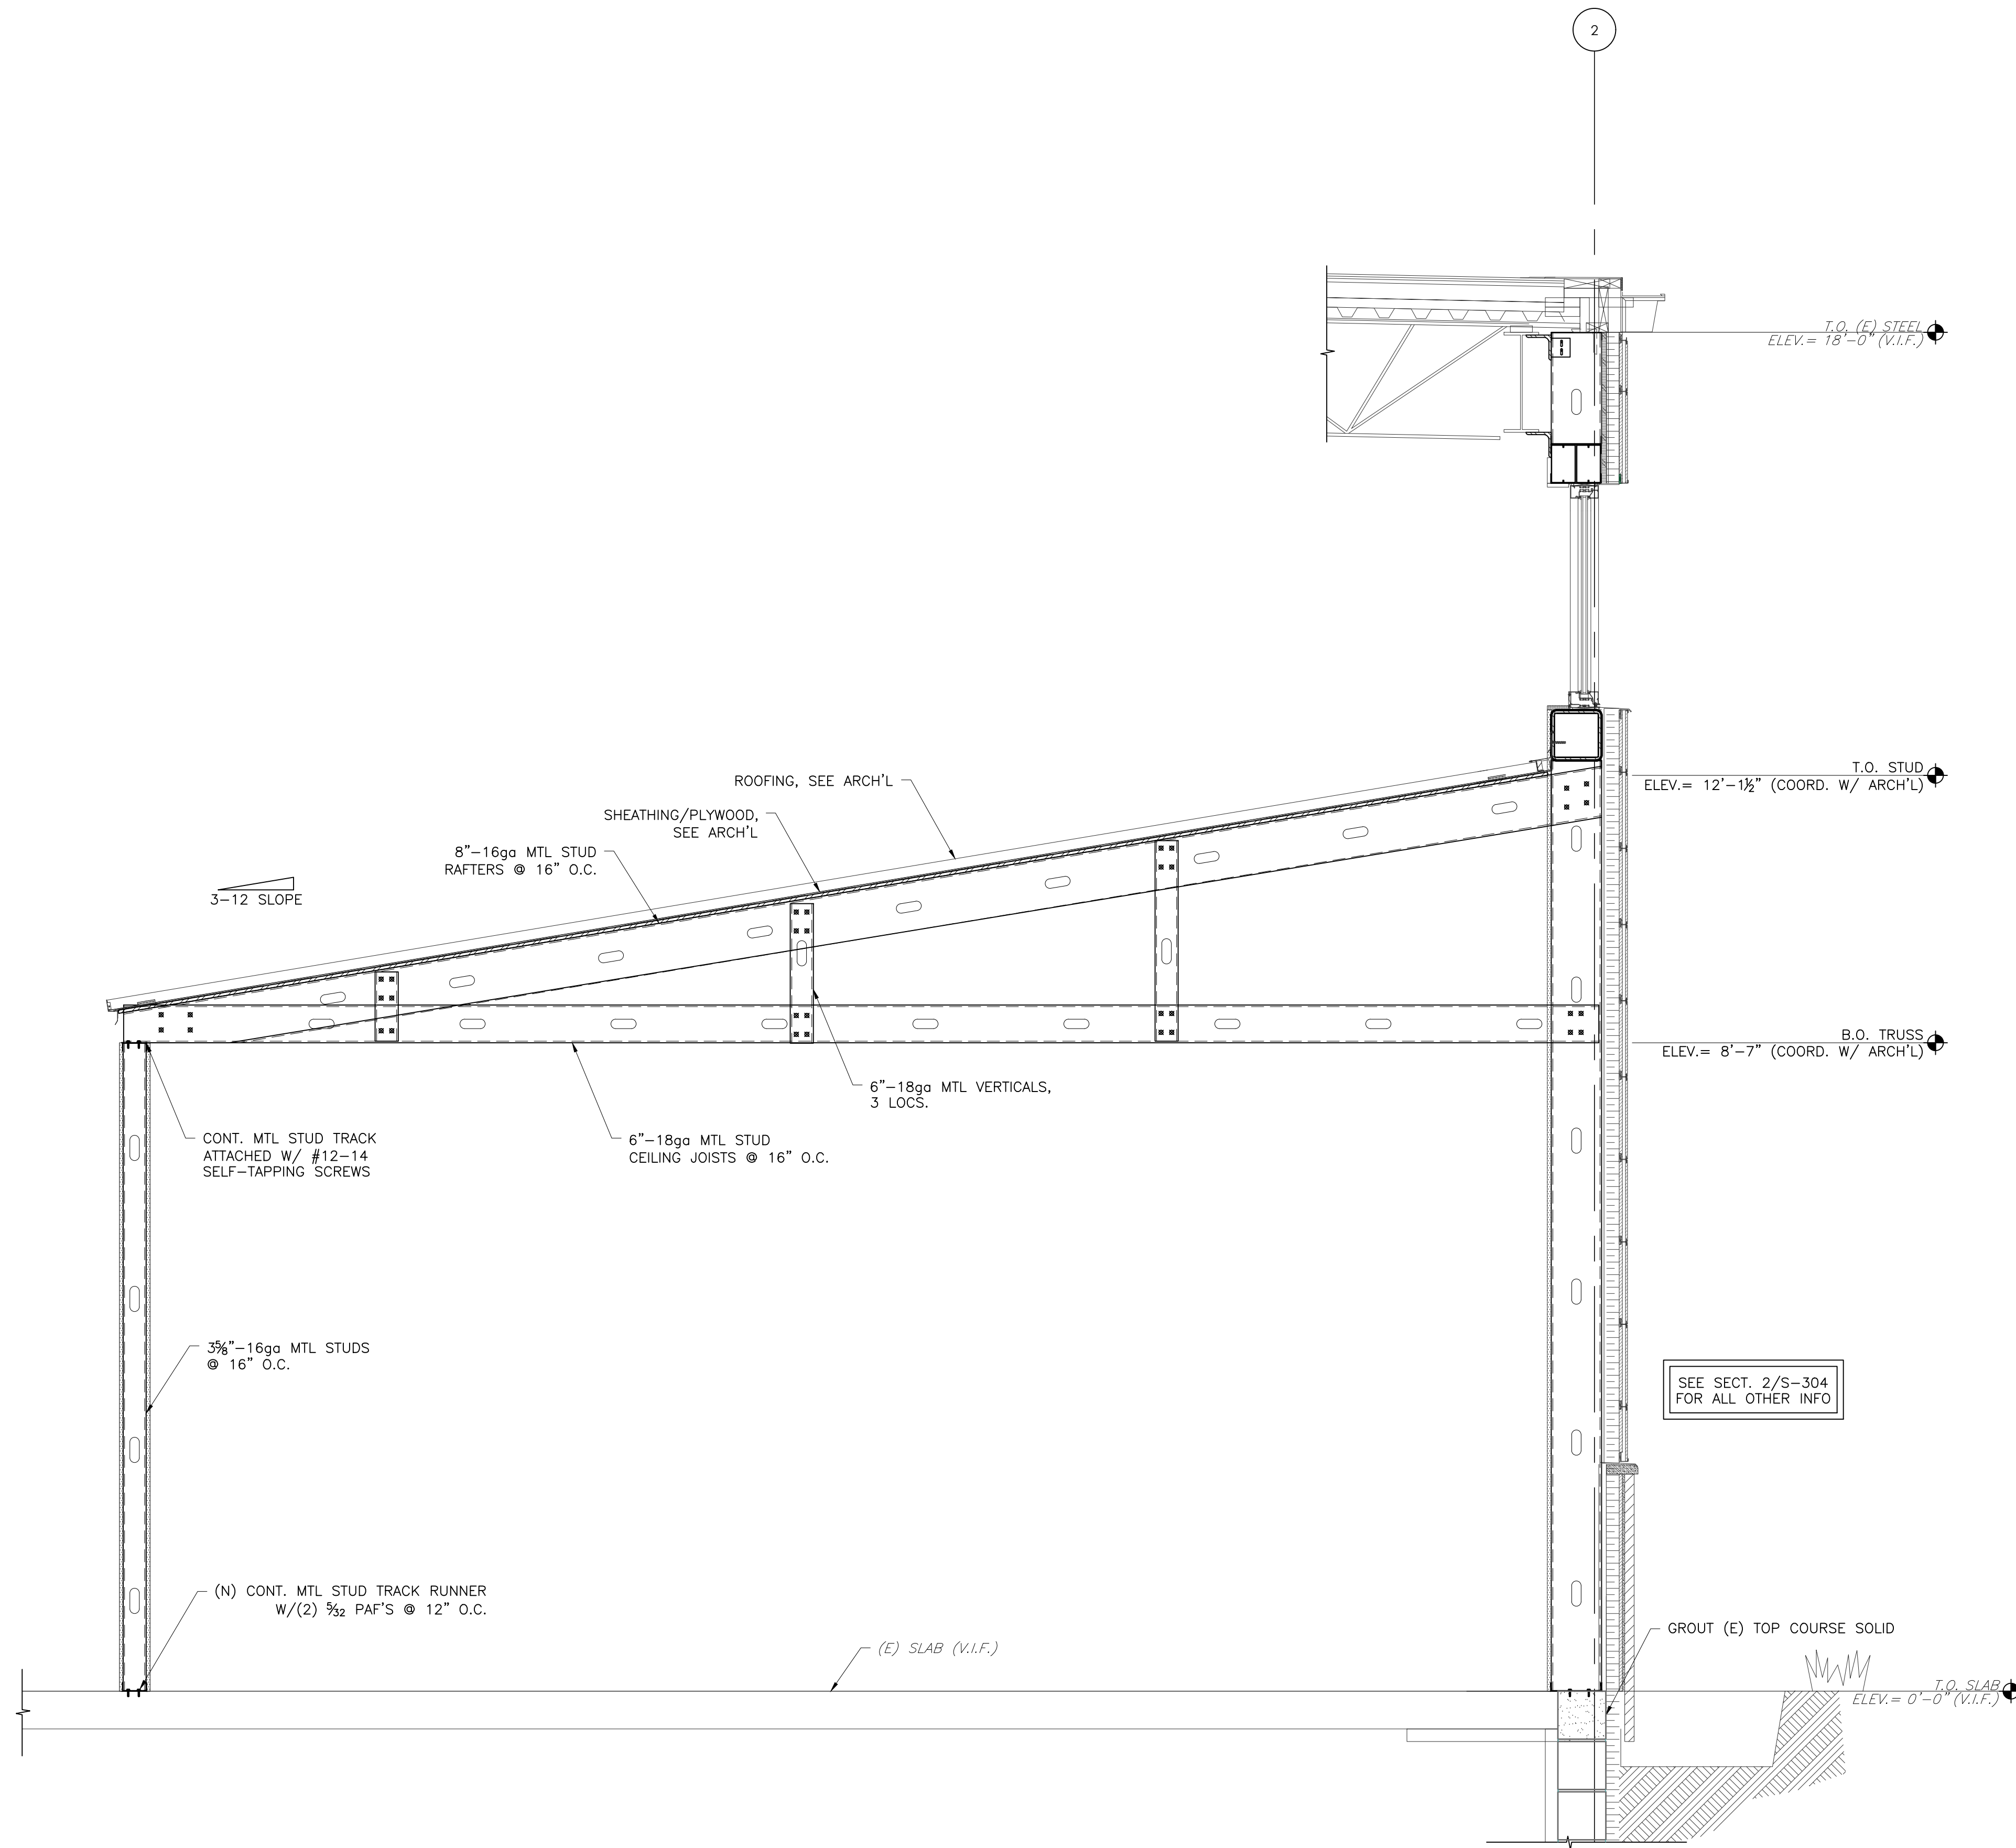 2
T.O. (E) STEEL
ELEV.= 18'-0" (V.I.F.)
ROOFING, SEE ARCH'L
T.O. STUD
ELEV.= 12'-1½" (COORD. W/ ARCH'L)
SHEATHING/PLYWOOD,
SEE ARCH'L
8"-16ga MTL STUD
RAFTERS @ 16" O.C.
3-12 SLOPE
B.O. TRUSS
ELEV.= 8'-7" (COORD. W/ ARCH'L)
6"-18ga MTL VERTICALS,
3 LOCS.
CONT. MTL STUD TRACK
ATTACHED W/ #12-14
SELF-TAPPING SCREWS
6"-18ga MTL STUD
CEILING JOISTS @ 16" O.C.
3⅝"-16ga MTL STUDS
@ 16" O.C.
SEE SECT. 2/S-304
FOR ALL OTHER INFO
(N) CONT. MTL STUD TRACK RUNNER
W/(2) 5/32 PAF'S @ 12" O.C.
GROUT (E) TOP COURSE SOLID
(E) SLAB (V.I.F.)
T.O. SLAB
ELEV.= 0'-0" (V.I.F.)